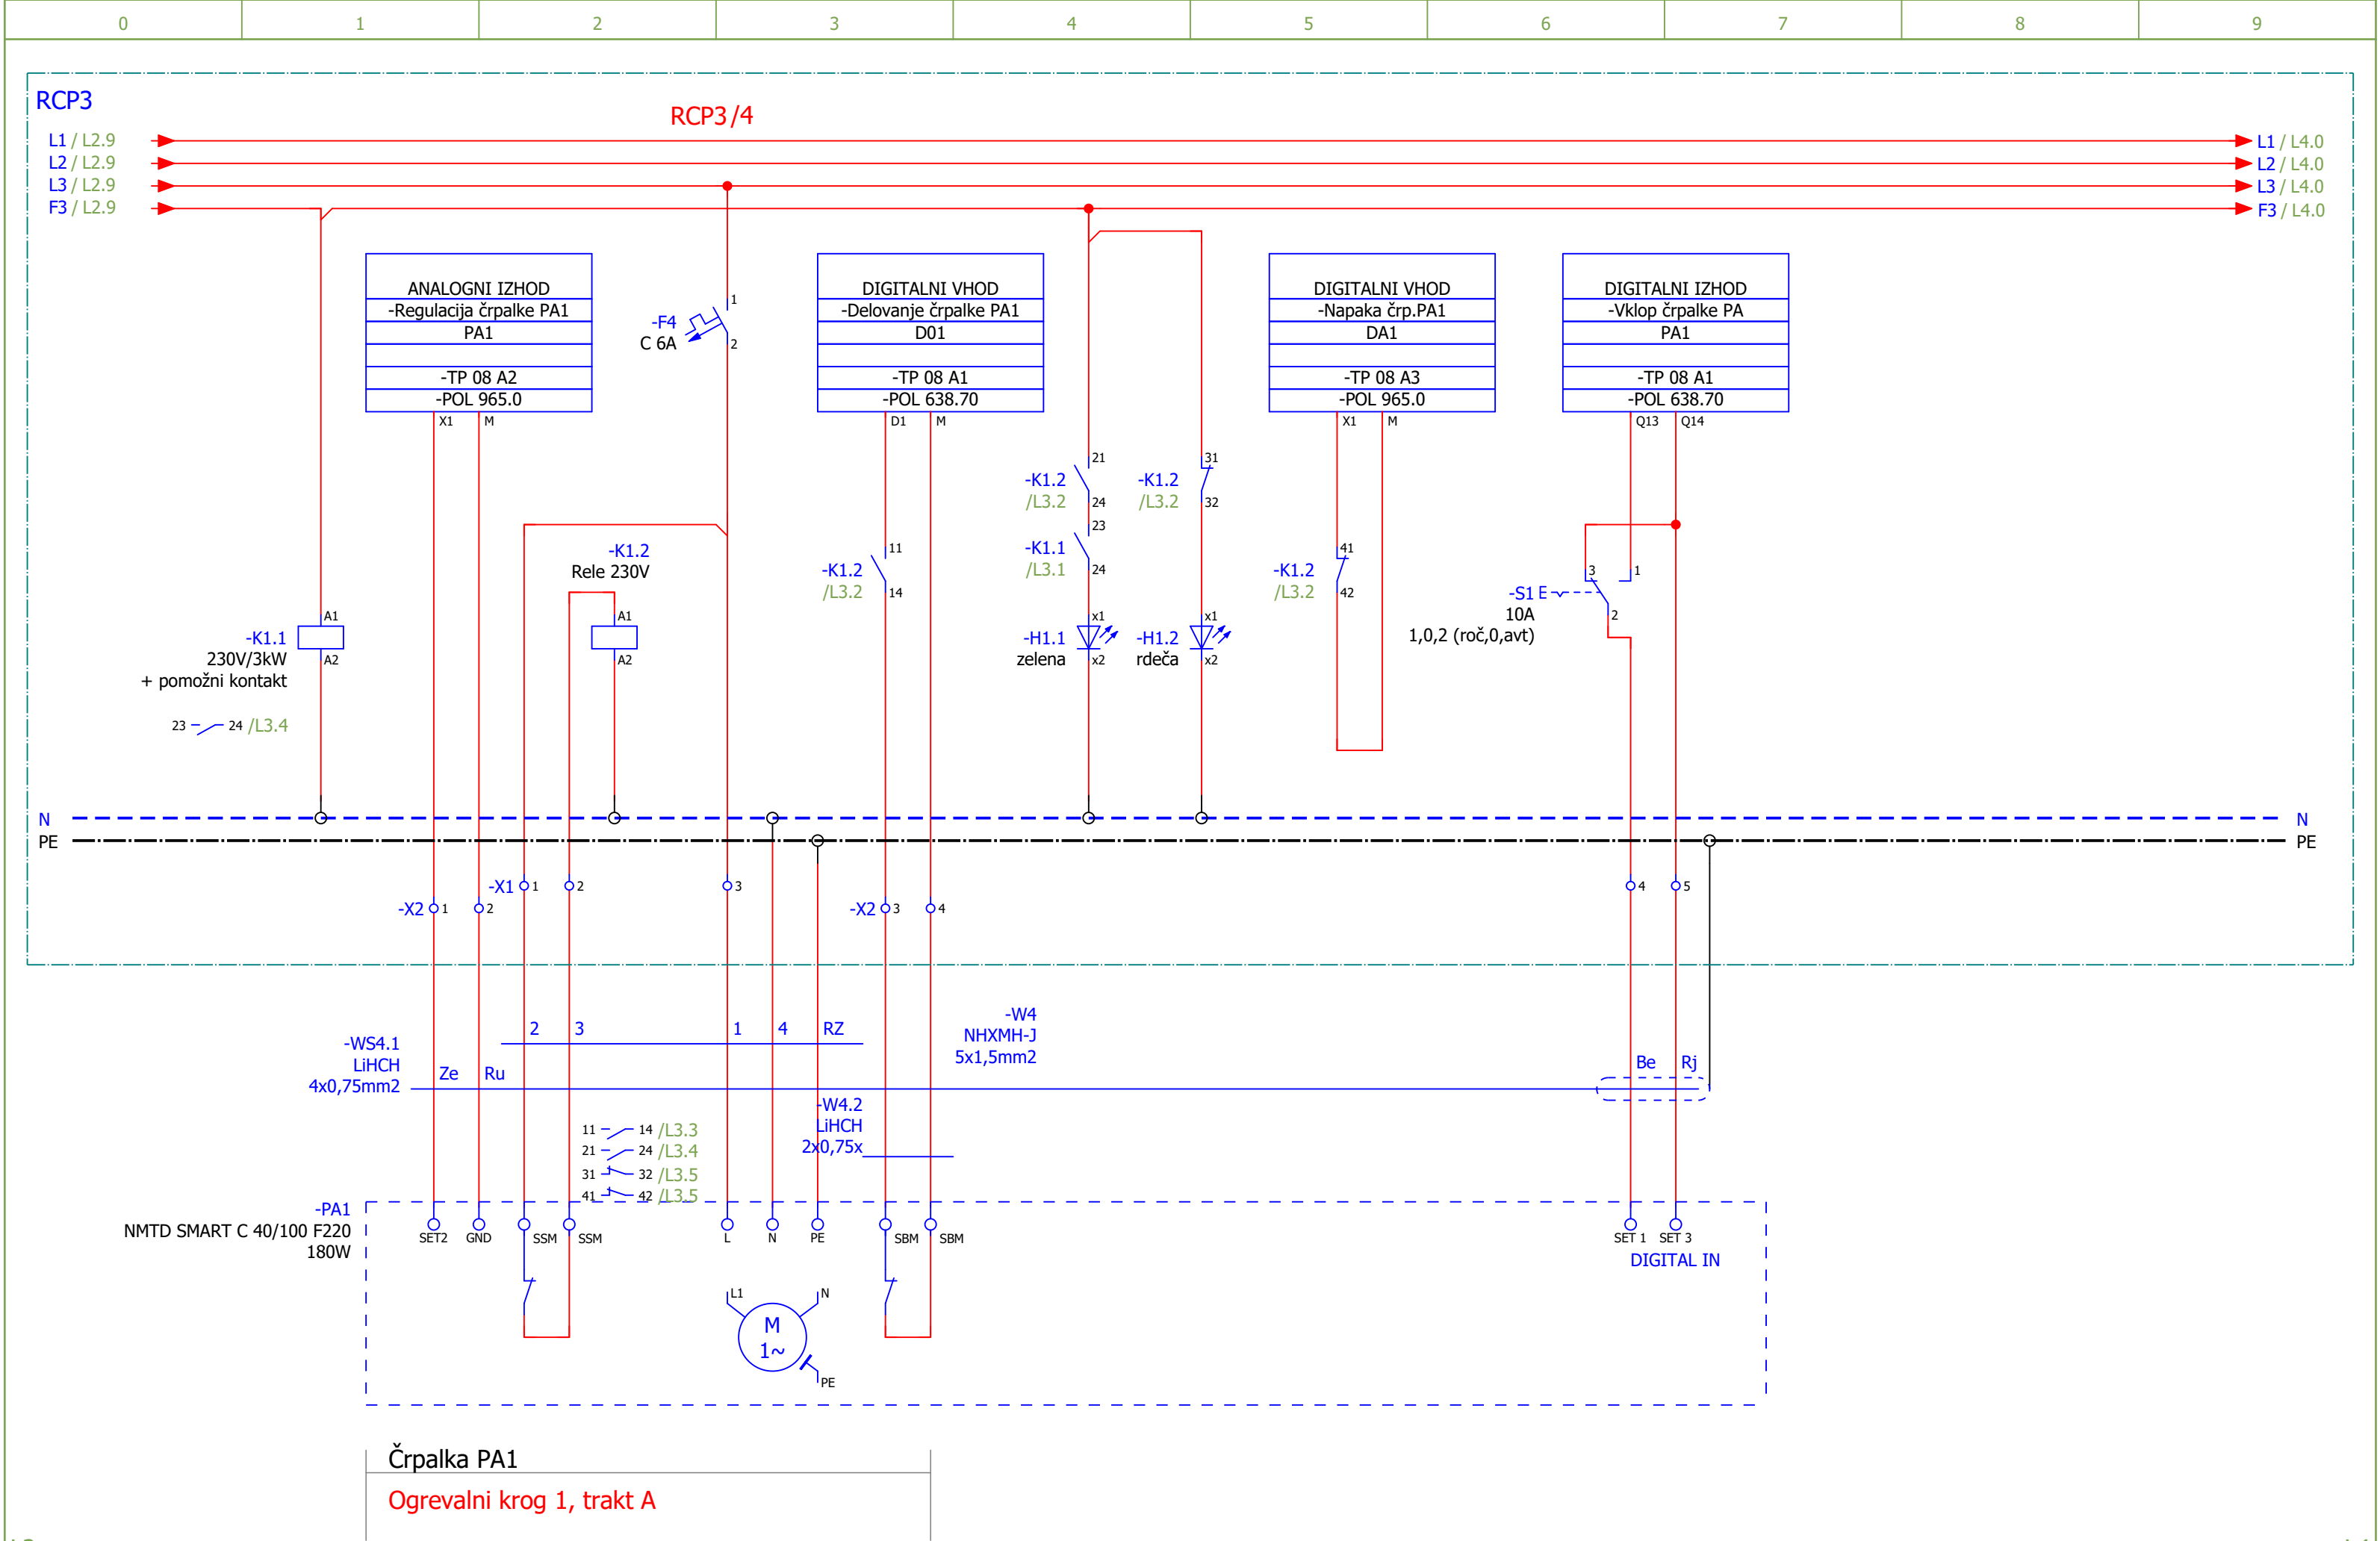 0 1 2 3 4 5 6 7 8 9
RCP3
RCP3/4
L1 / L2.9
L1 / L4.0
L2 / L2.9
L2 / L4.0
L3 / L2.9
L3 / L4.0
F3 / L2.9
F3 / L4.0
ANALOGNI IZHOD
-Regulacija črpalke PA1
PA1
-TP 08 A2
-POL 965.0
X1 M
-F4
C 6A
1
2
DIGITALNI VHOD
-Delovanje črpalke PA1
D01
-TP 08 A1
-POL 638.70
D1 M
DIGITALNI VHOD
-Napaka črp.PA1
DA1
-TP 08 A3
-POL 965.0
X1 M
DIGITALNI IZHOD
-Vklop črpalke PA
PA1
-TP 08 A1
-POL 638.70
Q13 Q14
-K1.1
230V/3kW
+ pomožni kontakt
A1
A2
23 24 /L3.4
-K1.2
Rele 230V
A1
A2
-K1.2
/L3.2
11
14
-K1.2
/L3.2
21
24
-K1.1
/L3.1
23
24
-H1.1
zelena
x1
x2
-K1.2
/L3.2
31
32
-H1.2
rdeča
x1
x2
-K1.2
/L3.2
41
42
-S1 E
10A
1,0,2 (roč,0,avt)
3 1
2
N N
PE PE
-X1 1 2 3 4 5
-X2 1 2 -X2 3 4
-WS4.1
LiHCH
4x0,75mm2
Ze Ru
2 3 1 4 RZ
-W4
NHXMH-J
5x1,5mm2
Be Rj
-W4.2
LiHCH
2x0,75x
11 14 /L3.3
21 24 /L3.4
31 32 /L3.5
41 42 /L3.5
-PA1
NMTD SMART C 40/100 F220
180W
SET2 GND SSM SSM L N PE SBM SBM SET 1 SET 3
DIGITAL IN
L1 N
M
1~
PE
Črpalka PA1
Ogrevalni krog 1, trakt A